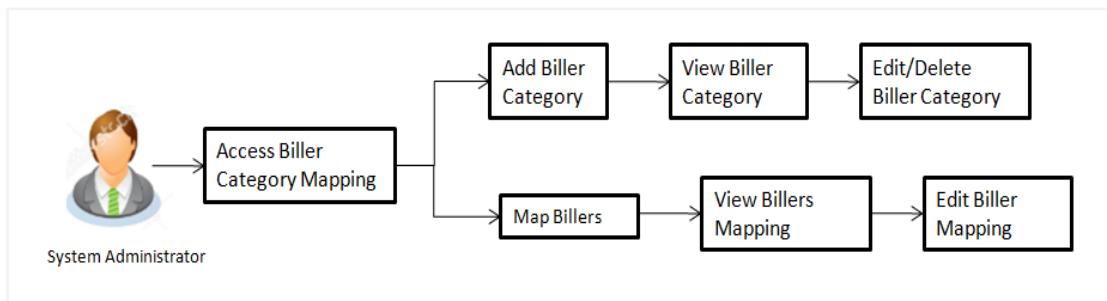 Add Biller
Category
View Biller
Category
Edit/Delete
Biller Category
Access Biller
Category Mapping
Map Billers
View Billers
Mapping
Edit Biller
Mapping
System Administrator